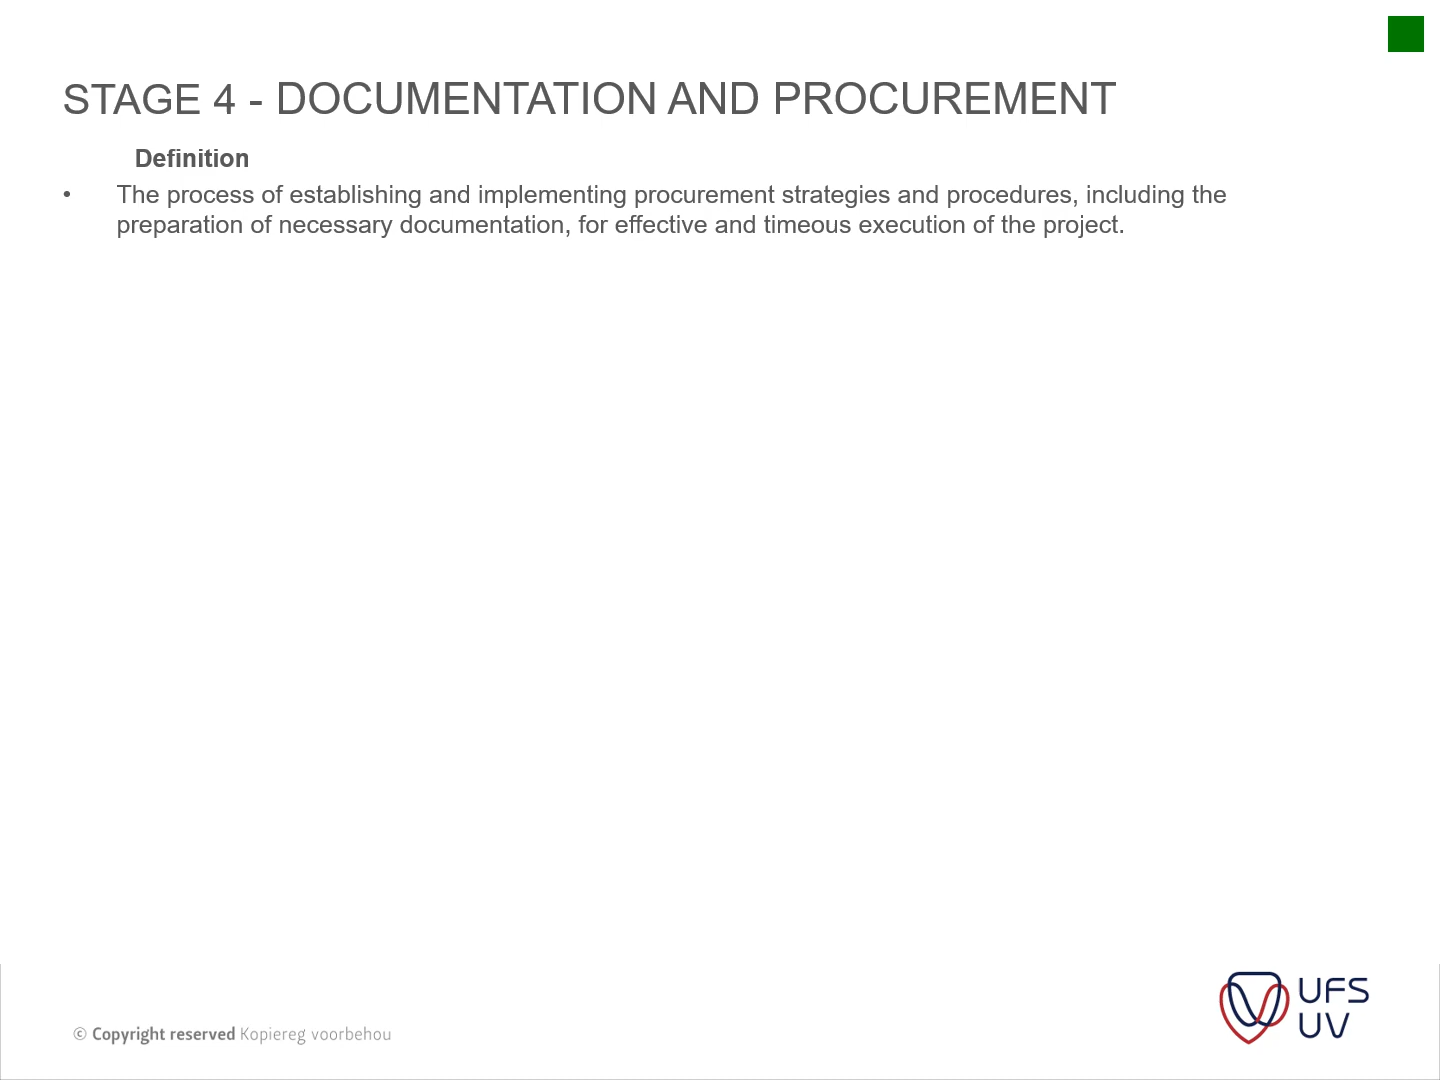 STAGE 4 - DOCUMENTATION AND PROCUREMENT
Definition
• The process of establishing and implementing procurement strategies and procedures, including the
preparation of necessary documentation, for effective and timeous execution of the project.
© Copyright reserved Kopiereg voorbehou
UFS
UV